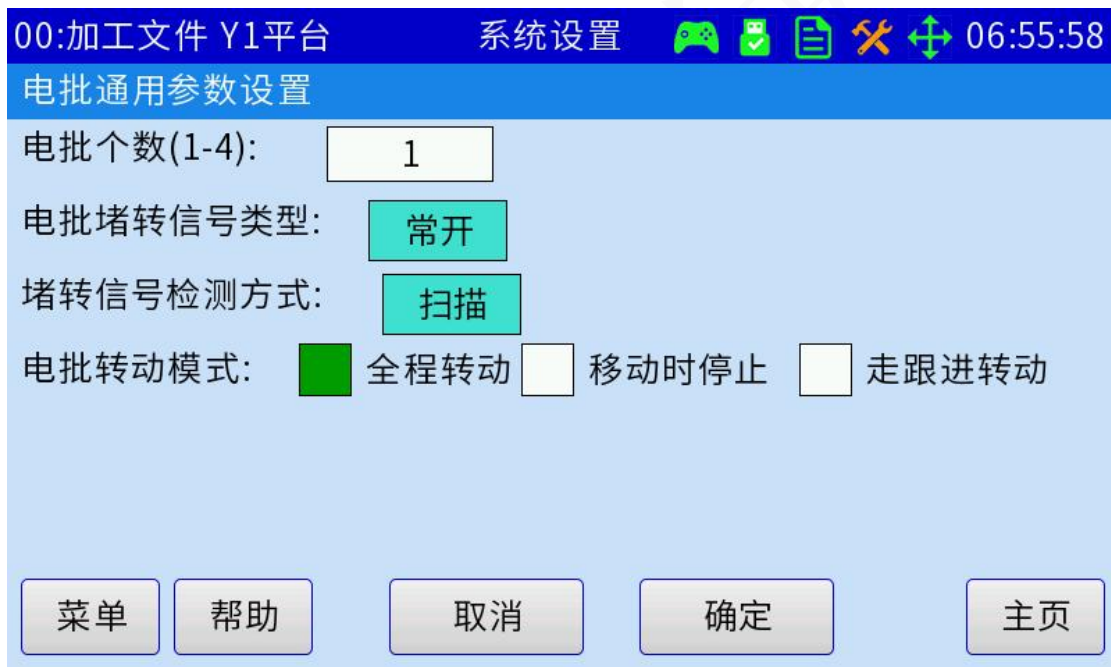 00:加工文件 Y1平台 系统设置 06:55:58
电批通用参数设置
电批个数(1-4): 1
电批堵转信号类型: 常开
堵转信号检测方式: 扫描
电批转动模式: 全程转动 移动时停止 走跟进转动
菜单 帮助 取消 确定 主页